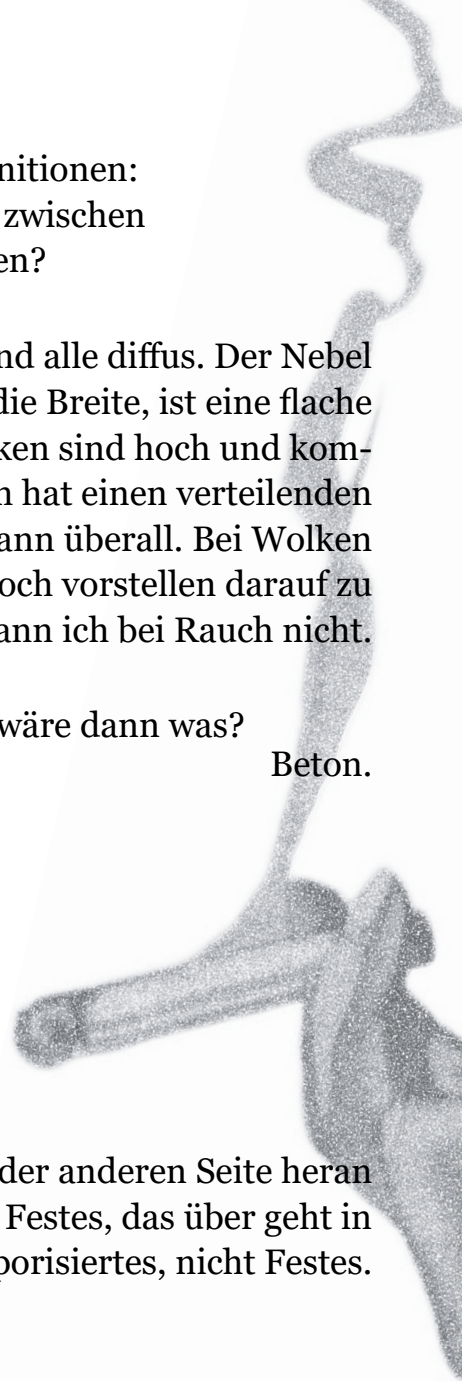 nitionen:
zwischen
en?
nd alle diffus. Der Nebel
die Breite, ist eine flache
ken sind hoch und kom-
n hat einen verteilenden
ann überall. Bei Wolken
och vorstellen darauf zu
ann ich bei Rauch nicht.
wäre dann was?
Beton.
der anderen Seite heran
Festes, das über geht in
porisiertes, nicht Festes.